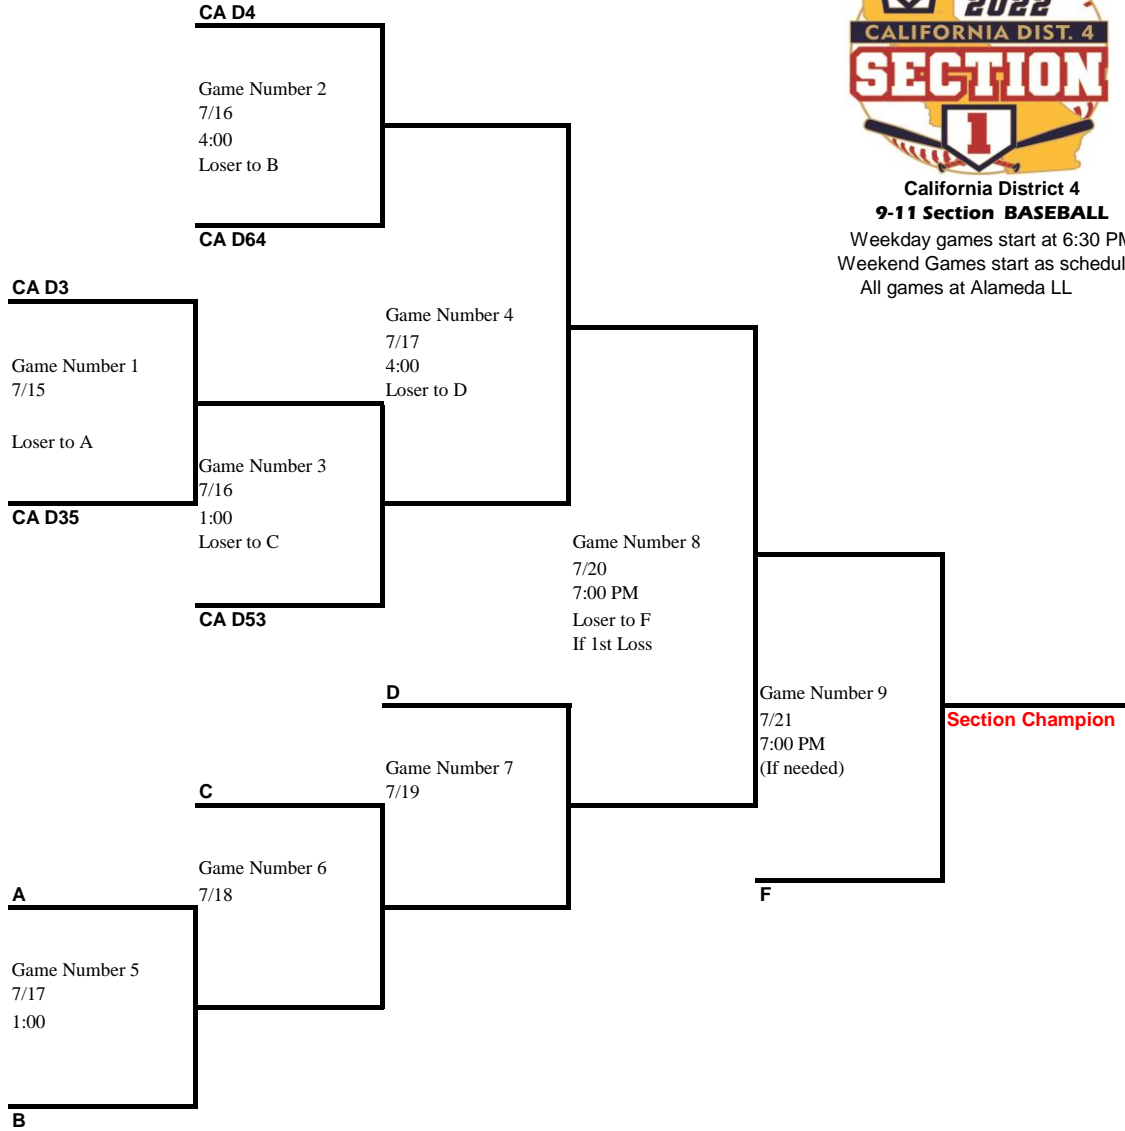 CA D4
2022
CALIFORNIA DIST. 4
SECTION
1
California District 4
9-11 Section BASEBALL
Weekday games start at 6:30 PM
Weekend Games start as schedul
All games at Alameda LL
Game Number 2
7/16
4:00
Loser to B
CA D64
CA D3
Game Number 1
7/15
Loser to A
CA D35
Game Number 4
7/17
4:00
Loser to D
Game Number 3
7/16
1:00
Loser to C
CA D53
Game Number 8
7/20
7:00 PM
Loser to F
If 1st Loss
D
Game Number 7
7/19
Game Number 9
7/21
7:00 PM
(If needed)
Section Champion
C
Game Number 6
7/18
A
F
Game Number 5
7/17
1:00
B